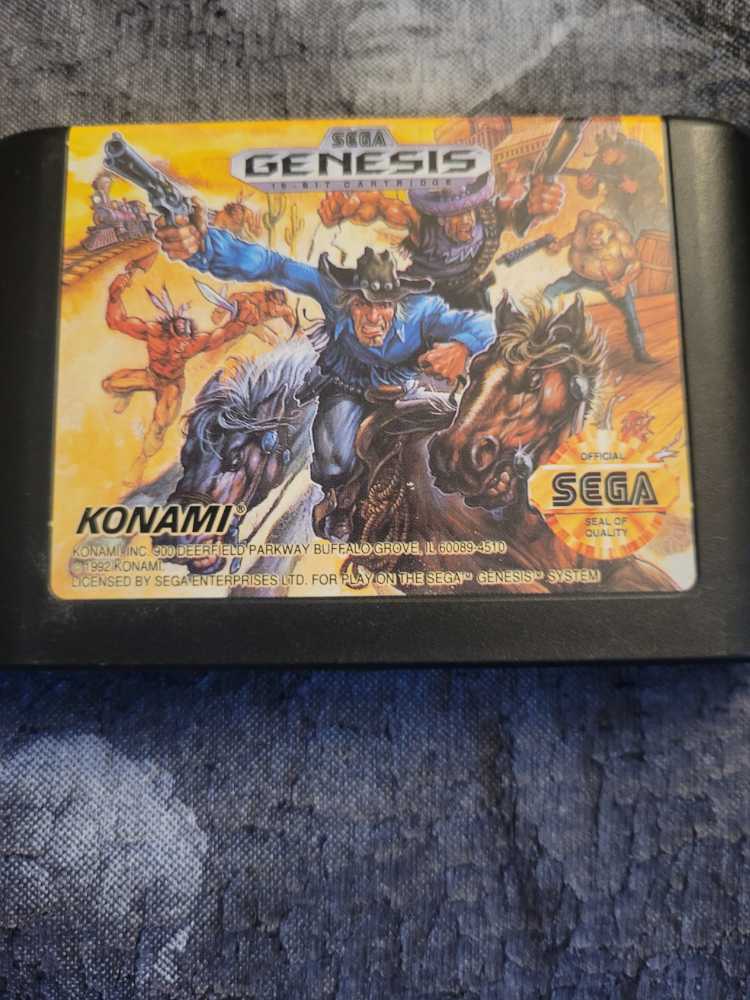 SEGA
GENESIS
16-BIT CARTRIDGE
OFFICIAL
SEGA
SEAL OF
QUALITY
KONAMI®
KONAMI, INC. 900 DEERFIELD PARKWAY BUFFALO GROVE, IL 60089-4510
©1992 KONAMI.
LICENSED BY SEGA ENTERPRISES LTD. FOR PLAY ON THE SEGA™ GENESIS™ SYSTEM